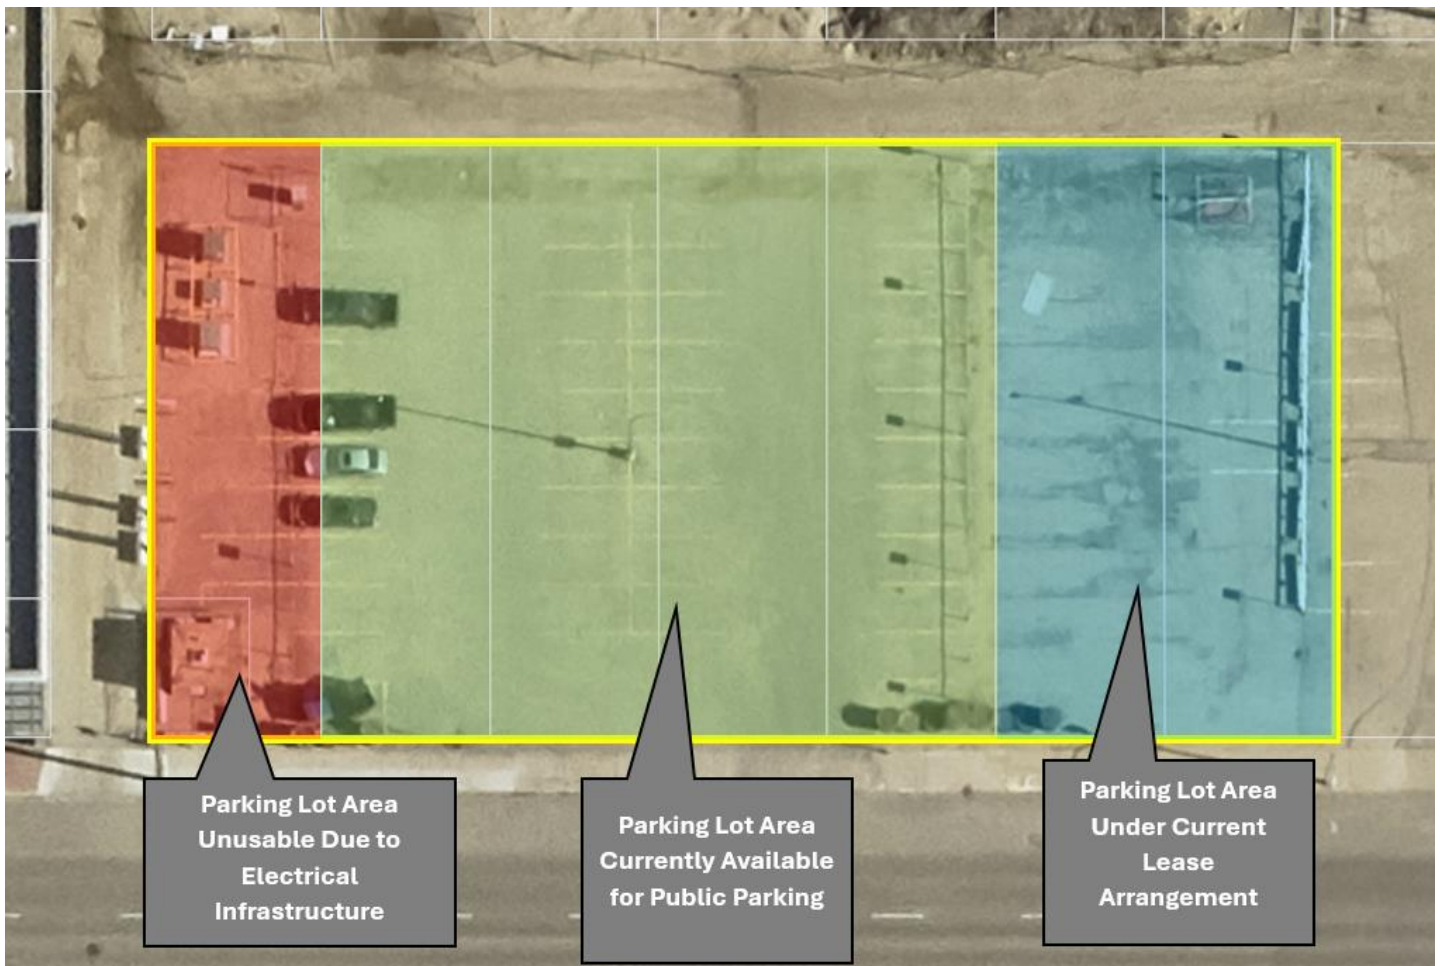 Parking Lot Area
Unusable Due to
Electrical
Infrastructure
Parking Lot Area
Currently Available
for Public Parking
Parking Lot Area
Under Current
Lease
Arrangement